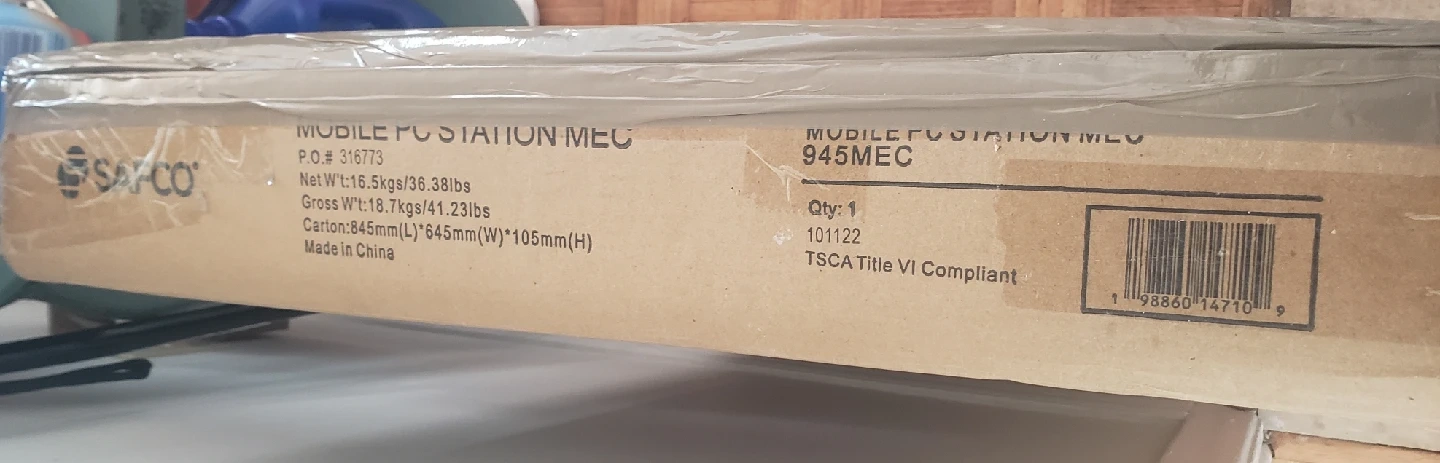 SAFCO
MOBILE PC STATION MEC
P.O.# 316773
Net W't:16.5kgs/36.38lbs
Gross W't:18.7kgs/41.23lbs
Carton:845mm(L)*645mm(W)*105mm(H)
Made in China
MOBILE PC STATION MEC
945MEC
Qty: 1
101122
TSCA Title VI Compliant
1 98860 14710 9